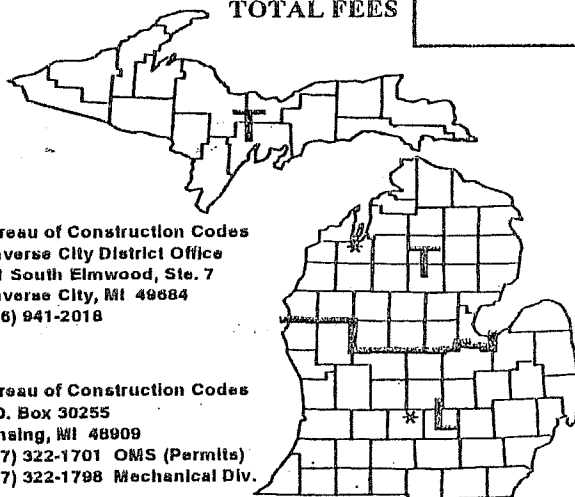 TOTAL FEES
T
reau of Construction Codes
averse City District Office
South Elmwood, Ste. 7
averse City, MI 49684
6) 941-2018
*
T
reau of Construction Codes
Box 30255
nsing, MI 48909
7) 322-1701 OMS (Permits)
7) 322-1798 Mechanical Div.
*
L